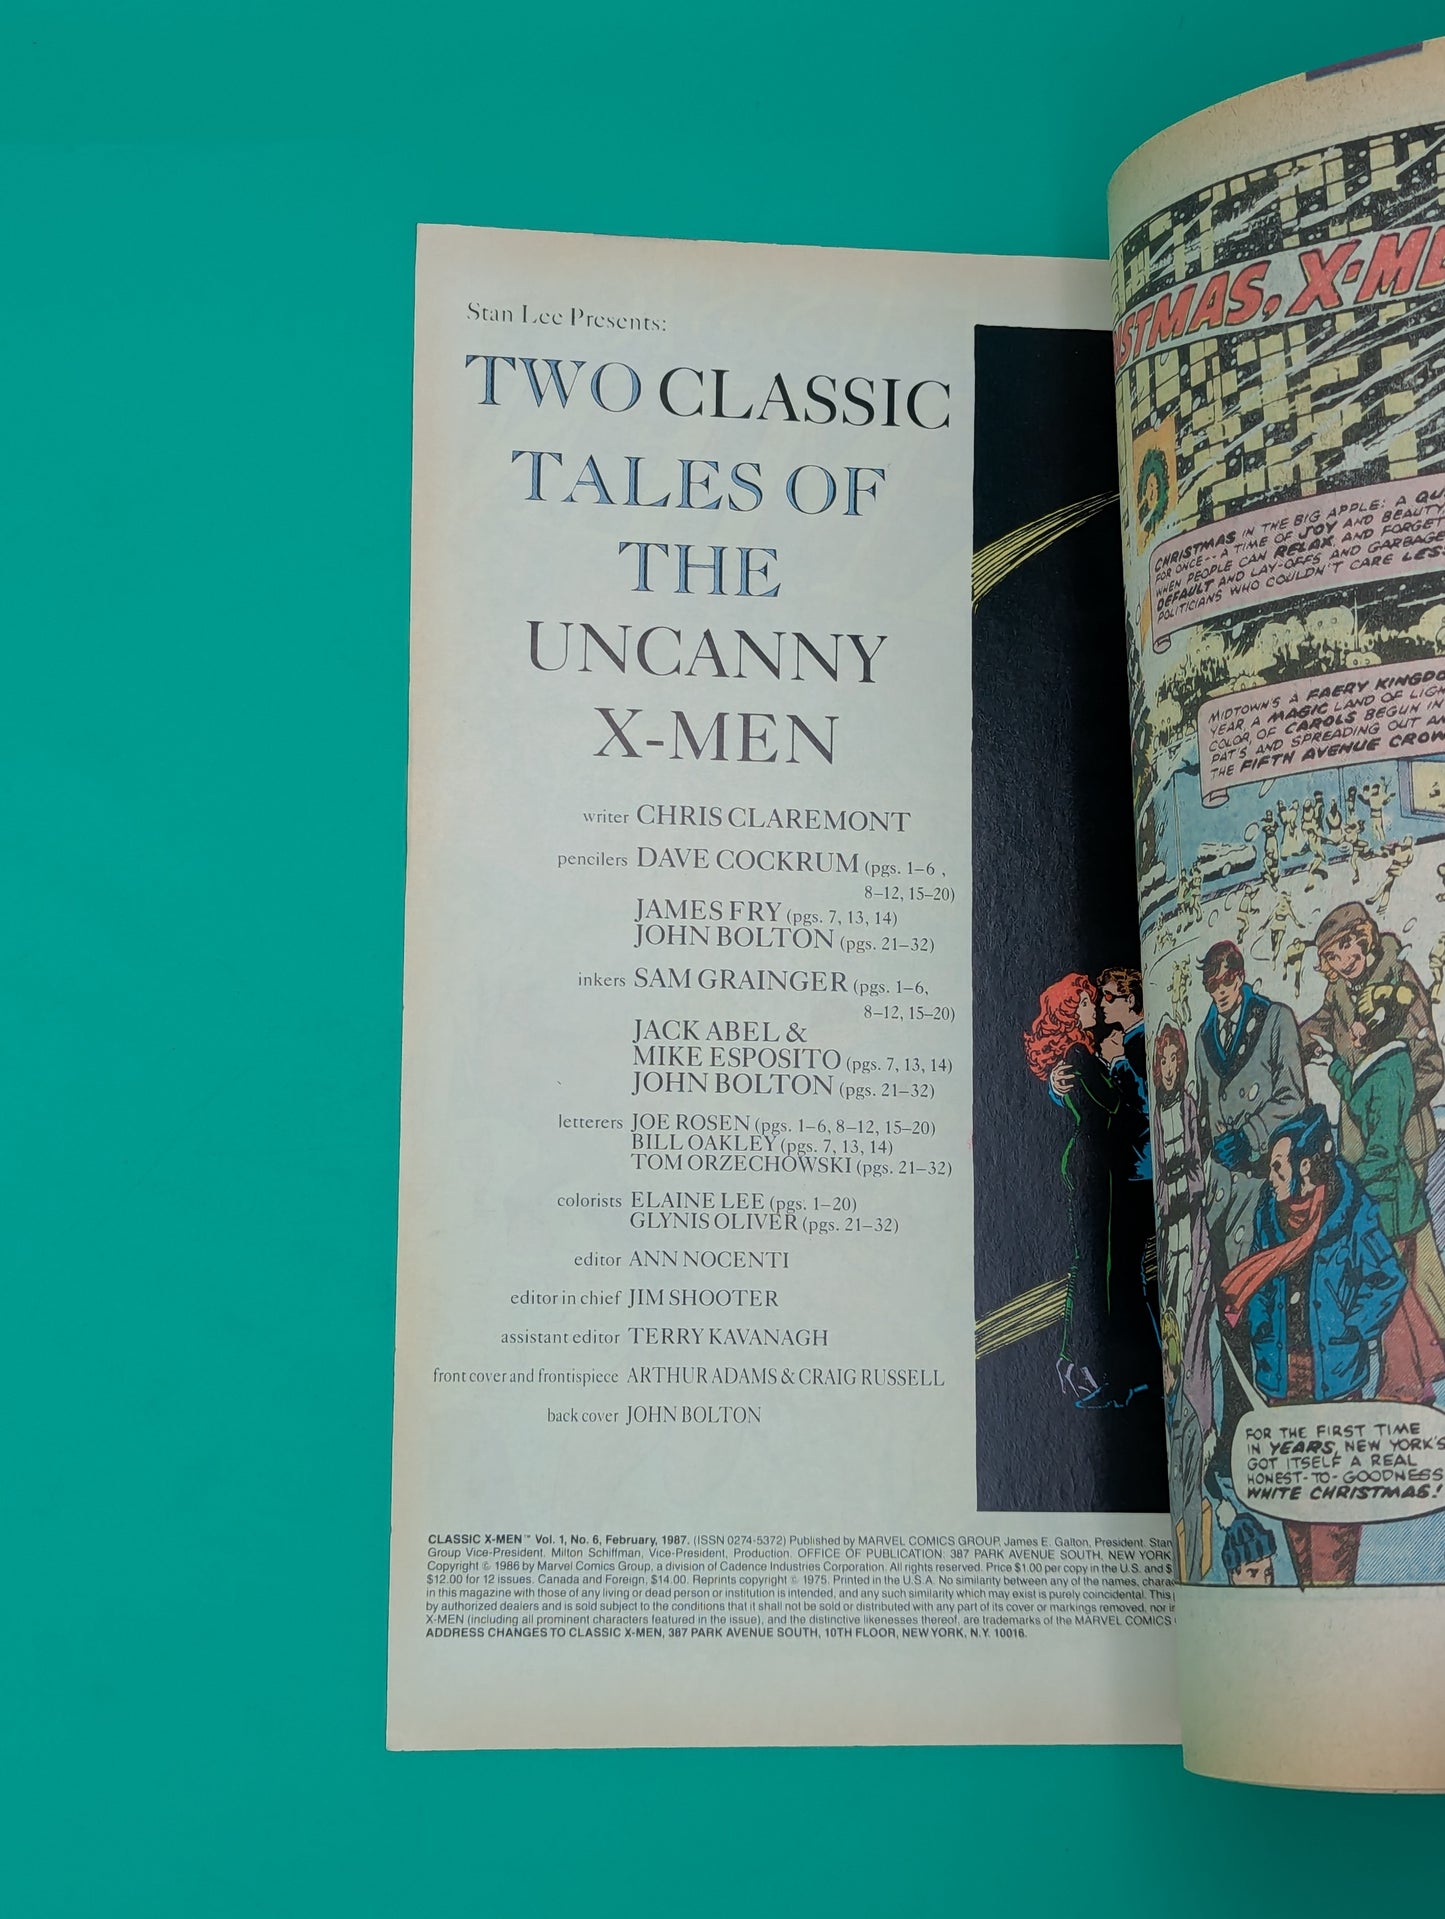 Stan Lee Presents:
TWO CLASSIC
TALES OF
THE
UNCANNY
X-MEN
writer CHRIS CLAREMONT
pencilers DAVE COCKRUM (pgs. 1–6 ,
8–12, 15–20)
JAMES FRY (pgs. 7, 13, 14)
JOHN BOLTON (pgs. 21–32)
inkers SAM GRAINGER (pgs. 1–6,
8–12, 15–20)
JACK ABEL &
MIKE ESPOSITO (pgs. 7, 13, 14)
JOHN BOLTON (pgs. 21–32)
letterers JOE ROSEN (pgs. 1–6, 8–12, 15–20)
BILL OAKLEY (pgs. 7, 13, 14)
TOM ORZECHOWSKI (pgs. 21–32)
colorists ELAINE LEE (pgs. 1–20)
GLYNIS OLIVER (pgs. 21–32)
editor ANN NOCENTI
editor in chief JIM SHOOTER
assistant editor TERRY KAVANAGH
front cover and frontispiece ARTHUR ADAMS & CRAIG RUSSELL
back cover JOHN BOLTON
CLASSIC X-MEN™ Vol. 1, No. 6, February, 1987. (ISSN 0274-5372) Published by MARVEL COMICS GROUP, James E. Galton, President. Stan
Group Vice-President. Milton Schiffman, Vice-President, Production. OFFICE OF PUBLICATION: 387 PARK AVENUE SOUTH, NEW YORK
Copyright © 1986 by Marvel Comics Group, a division of Cadence Industries Corporation. All rights reserved. Price $1.00 per copy in the U.S. and $
$12.00 for 12 issues. Canada and Foreign, $14.00. Reprints copyright © 1975. Printed in the U.S.A. No similarity between any of the names,
in this magazine with those of any living or dead person or institution is intended, and any such similarity which may exist is purely coincidental. This
by authorized dealers and is sold subject to the conditions that it shall not be sold or distributed with any part of its cover or markings removed, nor
X-MEN (including all prominent characters featured in the issue), and the distinctive likenesses thereof, are trademarks of the MARVEL COMICS
ADDRESS CHANGES TO CLASSIC X-MEN, 387 PARK AVENUE SOUTH, 10TH FLOOR, NEW YORK, N.Y. 10016.
STMAS, X-ME
CHRISTMAS IN THE BIG APPLE: A
FOR ONCE-- A TIME OF JOY AND BEAUTY
WHEN PEOPLE CAN RELAX, AND FORGET
DEFAULT AND LAY-OFFS AND GARBAGE
POLITICIANS WHO COULDN'T CARE LES
MIDTOWN'S A FAERY KINGDO
YEAR, A MAGIC LAND OF LIGH
COLOR, OF CAROLS BEGUN IN
PAT'S AND SPREADING OUT
THE FIFTH AVENUE CROW
FOR THE FIRST TIME
IN YEARS, NEW YORK'S
GOT ITSELF A REAL
HONEST-TO-GOODNESS
WHITE CHRISTMAS!